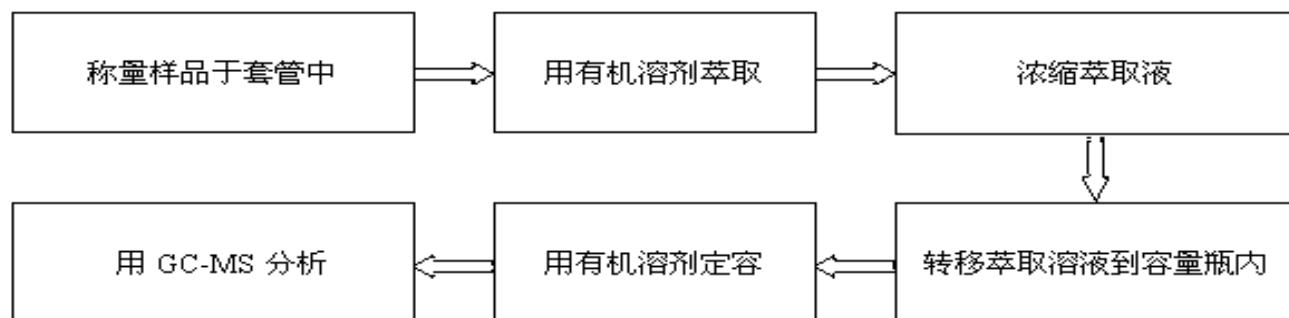 称量样品于套管中
用有机溶剂萃取
浓缩萃取液
转移萃取溶液到容量瓶内
用有机溶剂定容
用 GC-MS 分析